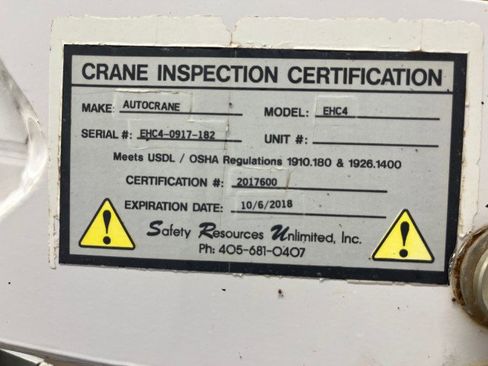 CRANE INSPECTION CERTIFICATION
MAKE: AUTOCRANE MODEL: EHC4
SERIAL #: EHC4-0917-182 UNIT #:
Meets USDL / OSHA Regulations 1910.180 & 1926.1400
CERTIFICATION #: 2017600
EXPIRATION DATE: 10/6/2018
! Safety Resources Unlimited, Inc. !
Ph: 405-681-0407